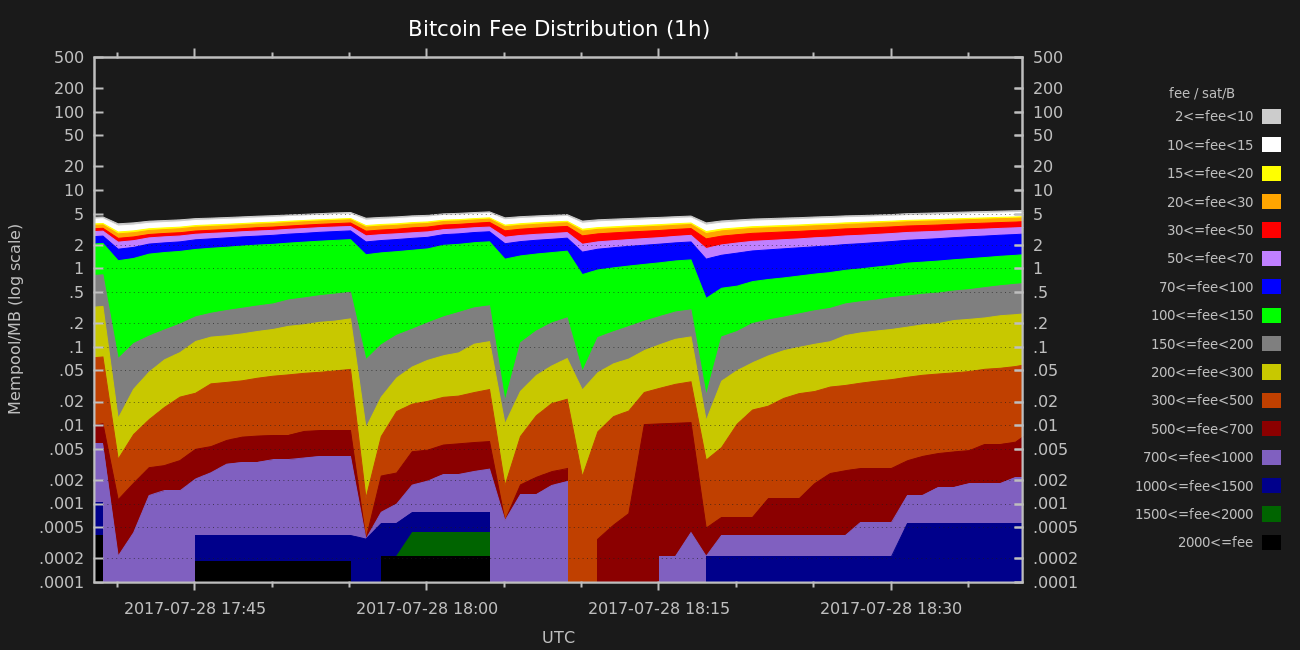 Bitcoin Fee Distribution (1h)
500 500
200 200
100 100
50 50
20 20
10 10
5 5
2 2
1 1
.5 .5
.2 .2
.1 .1
.05 .05
.02 .02
.01 .01
.005 .005
.002 .002
.001 .001
.0005 .0005
.0002 .0002
.0001 .0001
Mempool/MB (log scale)
2017-07-28 17:45 2017-07-28 18:00 2017-07-28 18:15 2017-07-28 18:30
UTC
fee / sat/B
2<=fee<10
10<=fee<15
15<=fee<20
20<=fee<30
30<=fee<50
50<=fee<70
70<=fee<100
100<=fee<150
150<=fee<200
200<=fee<300
300<=fee<500
500<=fee<700
700<=fee<1000
1000<=fee<1500
1500<=fee<2000
2000<=fee